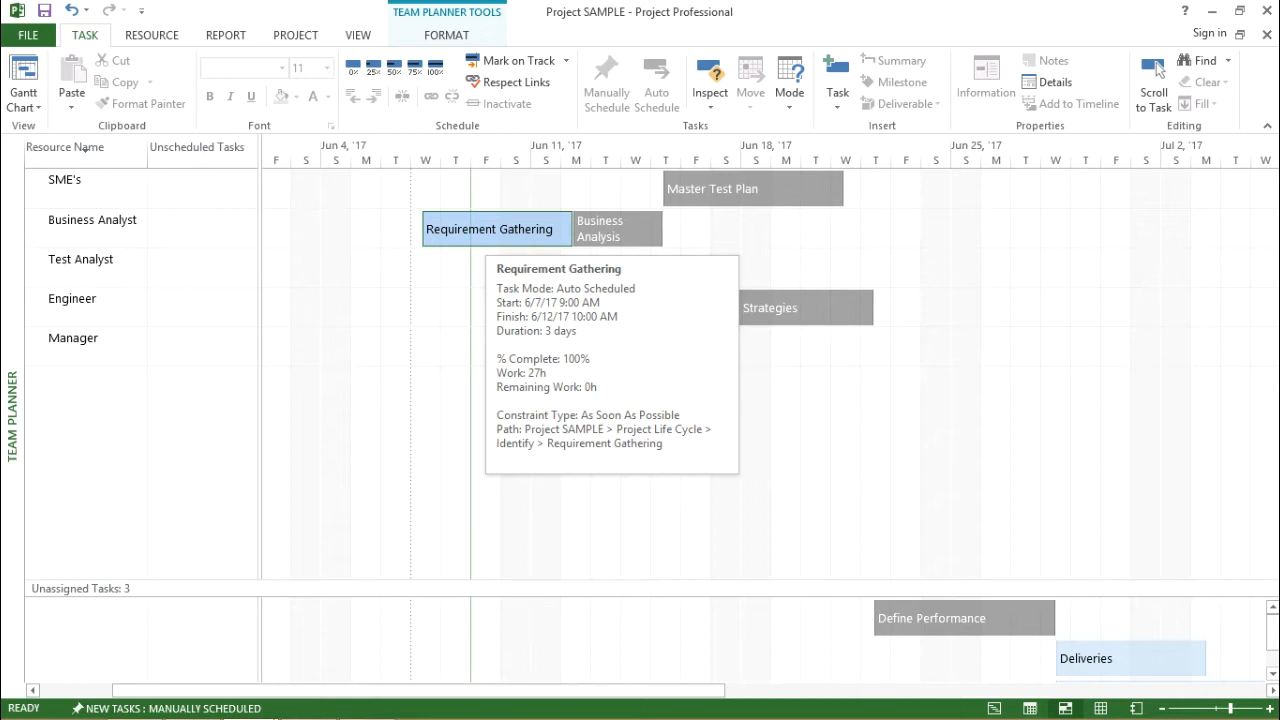 TEAM PLANNER TOOLS
Project SAMPLE - Project Professional
?
FILE
TASK
RESOURCE
REPORT
PROJECT
VIEW
FORMAT
Sign in
Gantt Chart
View
Paste
Cut
Copy
Format Painter
Clipboard
11
B I U A
Font
0% 25% 50% 75% 100%
Mark on Track
Respect Links
Inactivate
Schedule
Manually Schedule
Auto Schedule
Inspect
Move
Mode
Tasks
Task
Summary
Milestone
Deliverable
Insert
Information
Notes
Details
Add to Timeline
Properties
Scroll to Task
Find
Clear
Fill
Editing
Resource Name
Unscheduled Tasks
Jun 4, '17
Jun 11, '17
Jun 18, '17
Jun 25, '17
Jul 2, '17
F S S M T W T F S S M T W T F S S M T W T F S S M T W T F S S M T W
SME's
Master Test Plan
Business Analyst
Requirement Gathering
Business
Analysis
Test Analyst
Engineer
Strategies
Manager
Requirement Gathering
Task Mode: Auto Scheduled
Start: 6/7/17 9:00 AM
Finish: 6/12/17 10:00 AM
Duration: 3 days
% Complete: 100%
Work: 27h
Remaining Work: 0h
Constraint Type: As Soon As Possible
Path: Project SAMPLE > Project Life Cycle >
Identify > Requirement Gathering
TEAM PLANNER
Unassigned Tasks: 3
Define Performance
Deliveries
READY
NEW TASKS : MANUALLY SCHEDULED